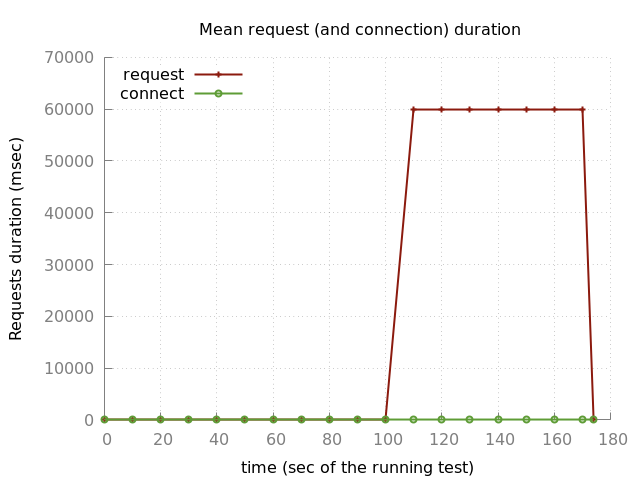 Mean request (and connection) duration
70000
60000
50000
40000
30000
20000
10000
0
request
connect
Requests duration (msec)
0 20 40 60 80 100 120 140 160 180
time (sec of the running test)